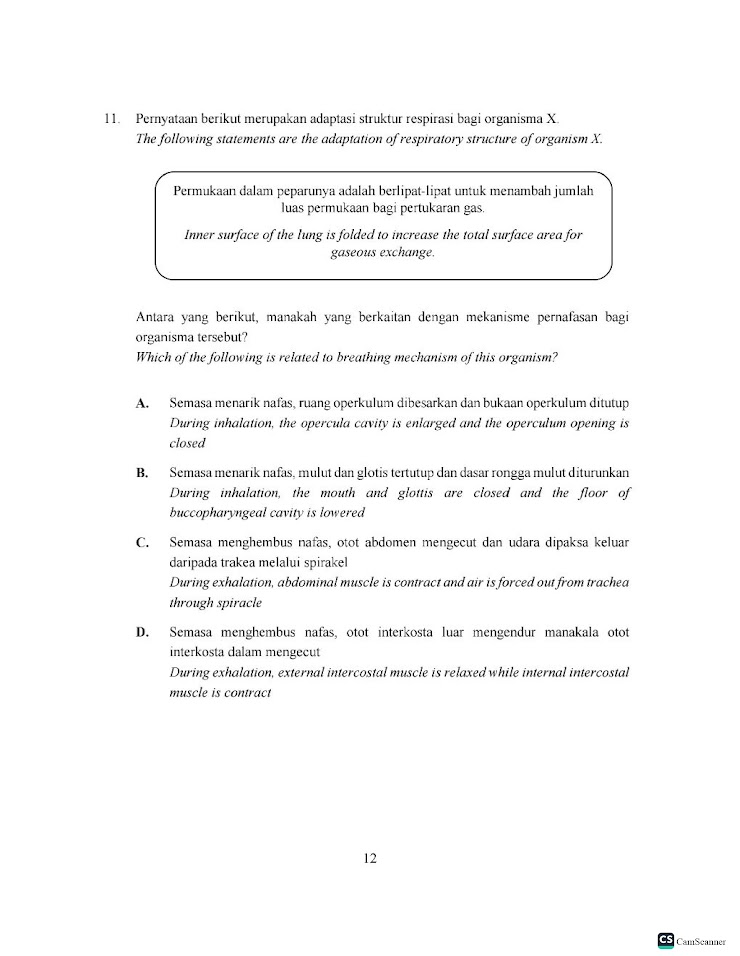 11. Pernyataan berikut merupakan adaptasi struktur respirasi bagi organisma X.
The following statements are the adaptation of respiratory structure of organism X.
Permukaan dalam peparunya adalah berlipat-lipat untuk menambah jumlah
luas permukaan bagi pertukaran gas.
Inner surface of the lung is folded to increase the total surface area for
gaseous exchange.
Antara yang berikut, manakah yang berkaitan dengan mekanisme pernafasan bagi
organisma tersebut?
Which of the following is related to breathing mechanism of this organism?
A. Semasa menarik nafas, ruang operkulum dibesarkan dan bukaan operkulum ditutup
During inhalation, the opercula cavity is enlarged and the operculum opening is
closed
B. Semasa menarik nafas, mulut dan glotis tertutup dan dasar rongga mulut diturunkan
During inhalation, the mouth and glottis are closed and the floor of
buccopharyngeal cavity is lowered
C. Semasa menghembus nafas, otot abdomen mengecut dan udara dipaksa keluar
daripada trakea melalui spirakel
During exhalation, abdominal muscle is contract and air is forced out from trachea
through spiracle
D. Semasa menghembus nafas, otot interkosta luar mengendur manakala otot
interkosta dalam mengecut
During exhalation, external intercostal muscle is relaxed while internal intercostal
muscle is contract
12
CS CamScanner